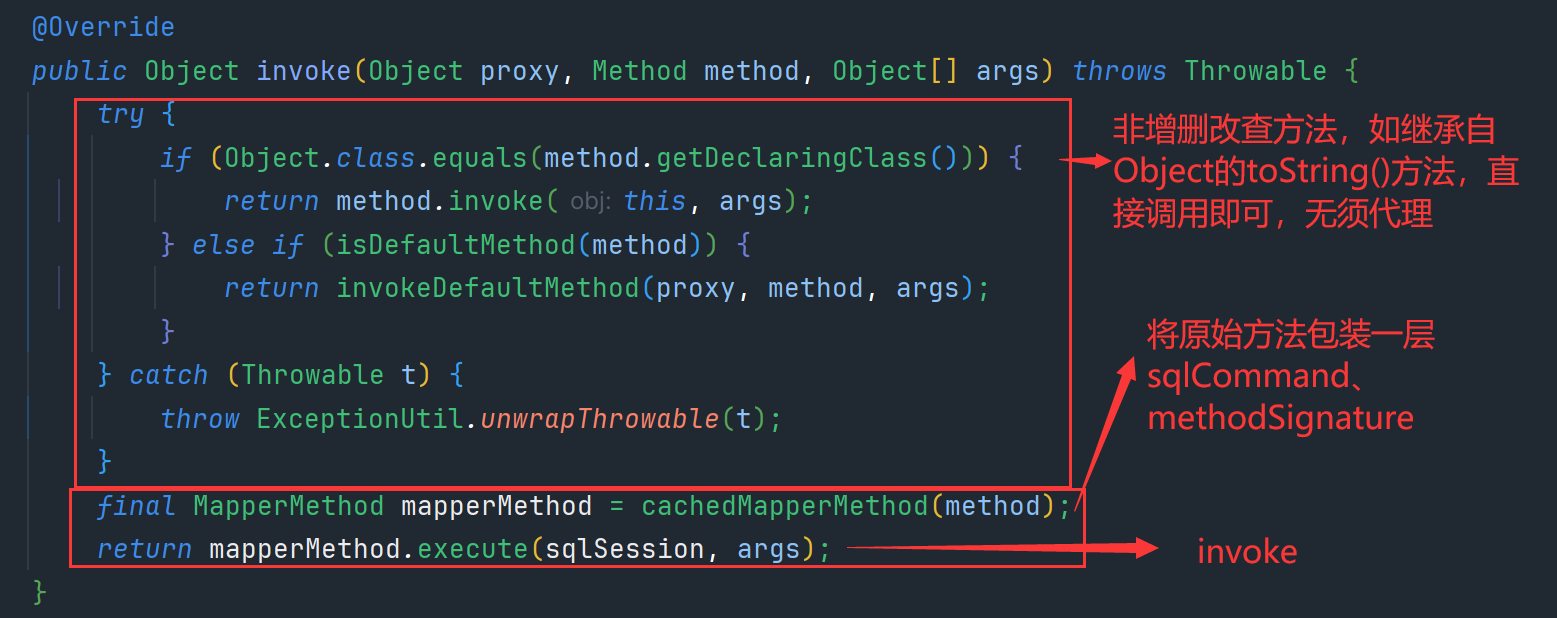 @Override
public Object invoke(Object proxy, Method method, Object[] args) throws Throwable {
try {
if (Object.class.equals(method.getDeclaringClass())) {
return method.invoke( obj: this, args);
} else if (isDefaultMethod(method)) {
return invokeDefaultMethod(proxy, method, args);
}
} catch (Throwable t) {
throw ExceptionUtil.unwrapThrowable(t);
}
final MapperMethod mapperMethod = cachedMapperMethod(method);
return mapperMethod.execute(sqlSession, args);
}
非增删改查方法，如继承自
Object的toString()方法，直
接调用即可，无须代理
将原始方法包装一层
sqlCommand、
methodSignature
invoke